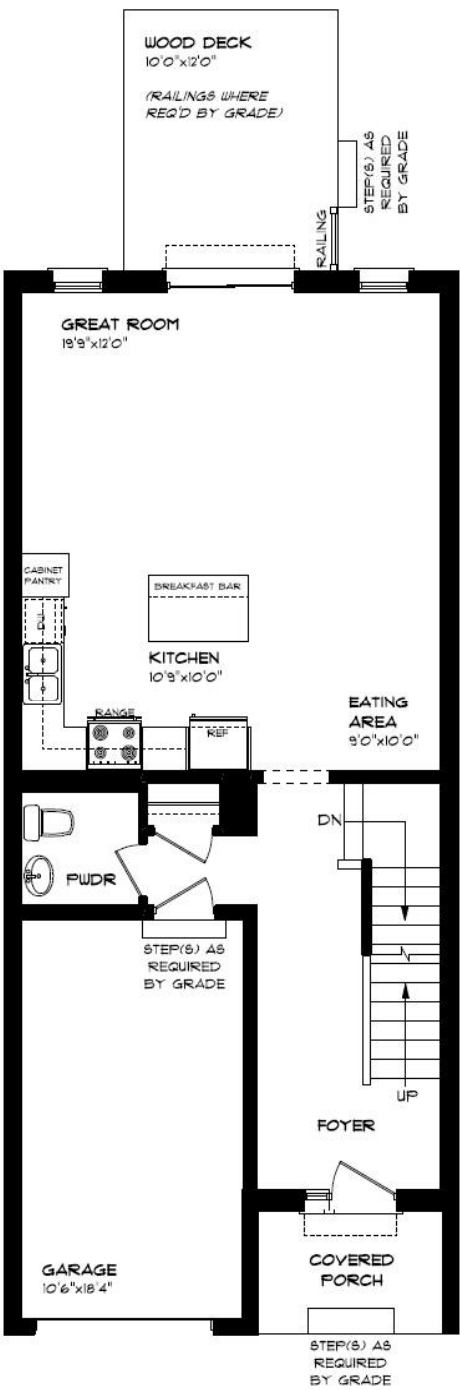 WOOD DECK
10'0"x12'0"
(RAILINGS WHERE
REQ'D BY GRADE)
STEP(S) AS
REQUIRED
BY GRADE
RAILING
GREAT ROOM
19'9"x12'0"
CABINET
PANTRY
D\W
BREAKFAST BAR
KITCHEN
10'9"x10'0"
RANGE
REF
EATING
AREA
9'0"x10'0"
DN
PWDR
STEP(S) AS
REQUIRED
BY GRADE
UP
FOYER
GARAGE
10'6"x18'4"
COVERED
PORCH
STEP(S) AS
REQUIRED
BY GRADE